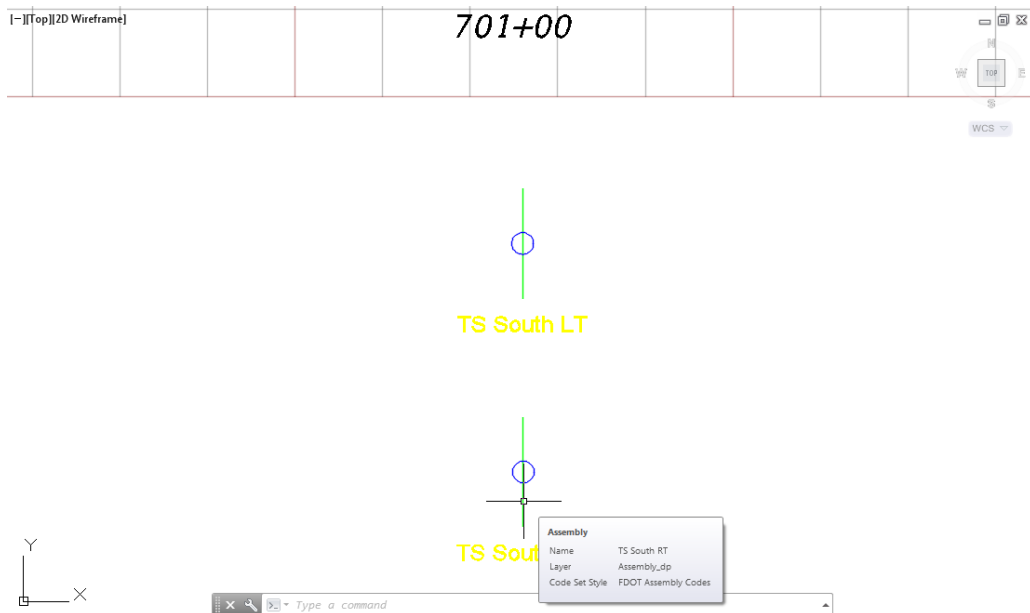 [−][Top][2D Wireframe]
701+00
N
W TOP E
S
WCS
TS South LT
Assembly
Name TS South RT
Layer Assembly_dp
Code Set Style FDOT Assembly Codes
TS Sout
Y
X
Type a command